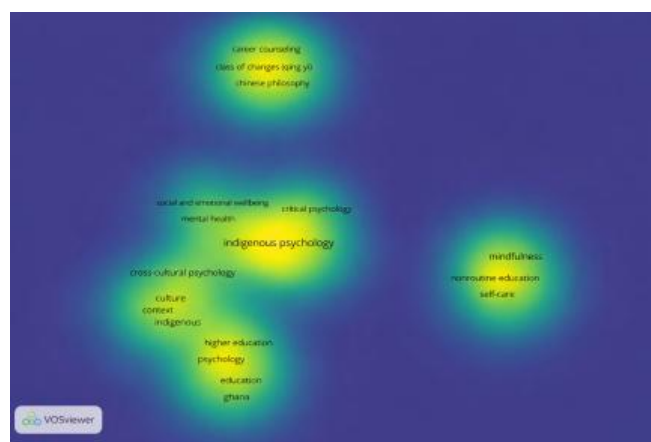 career counseling
class of changes (qing yi)
chinese philosophy
social and emotional wellbeing
critical psychology
mental health
indigenous psychology
mindfulness
cross-cultural psychology
nonroutine education
self-care
culture
context
indigenous
higher education
psychology
education
ghana
VOSviewer